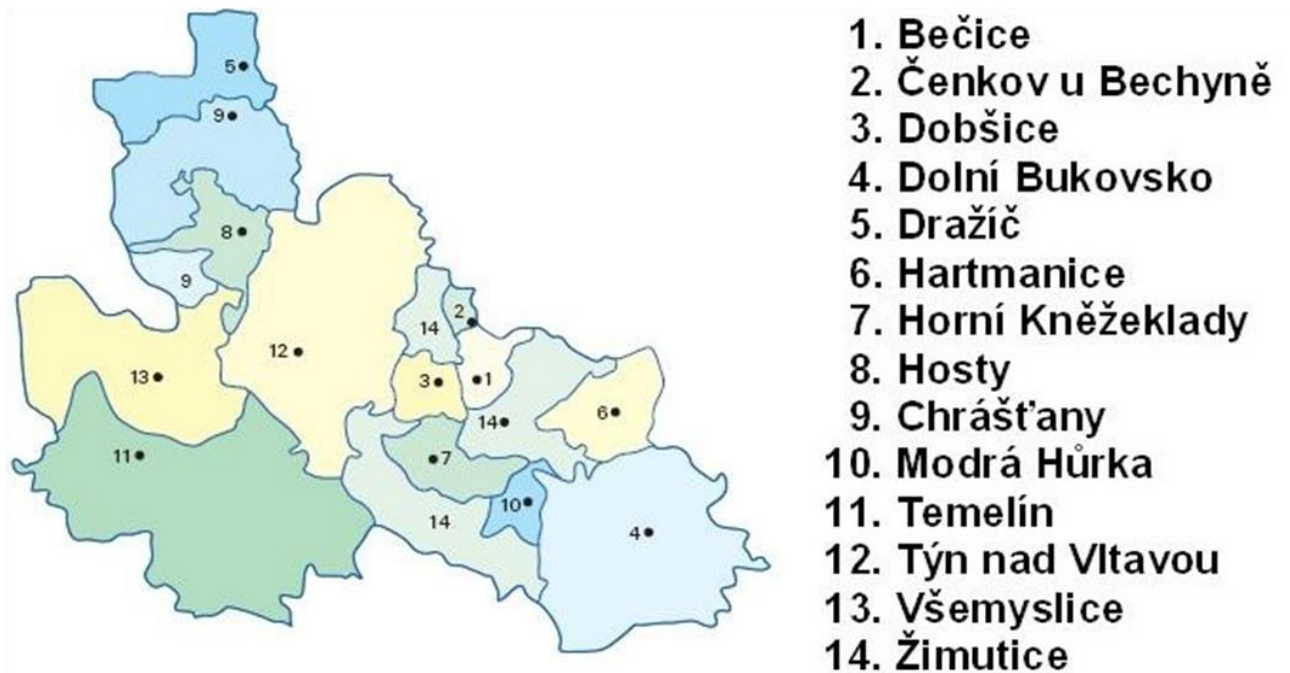 1. Bečice
2. Čenkov u Bechyně
3. Dobšice
4. Dolní Bukovsko
5. Dražíč
6. Hartmanice
7. Horní Kněžeklady
8. Hosty
9. Chrášťany
10. Modrá Hůrka
11. Temelín
12. Týn nad Vltavou
13. Všemyslice
14. Žimutice
5
9
8
9
2
14
12
13
3
1
6
14
11
7
10
14
4